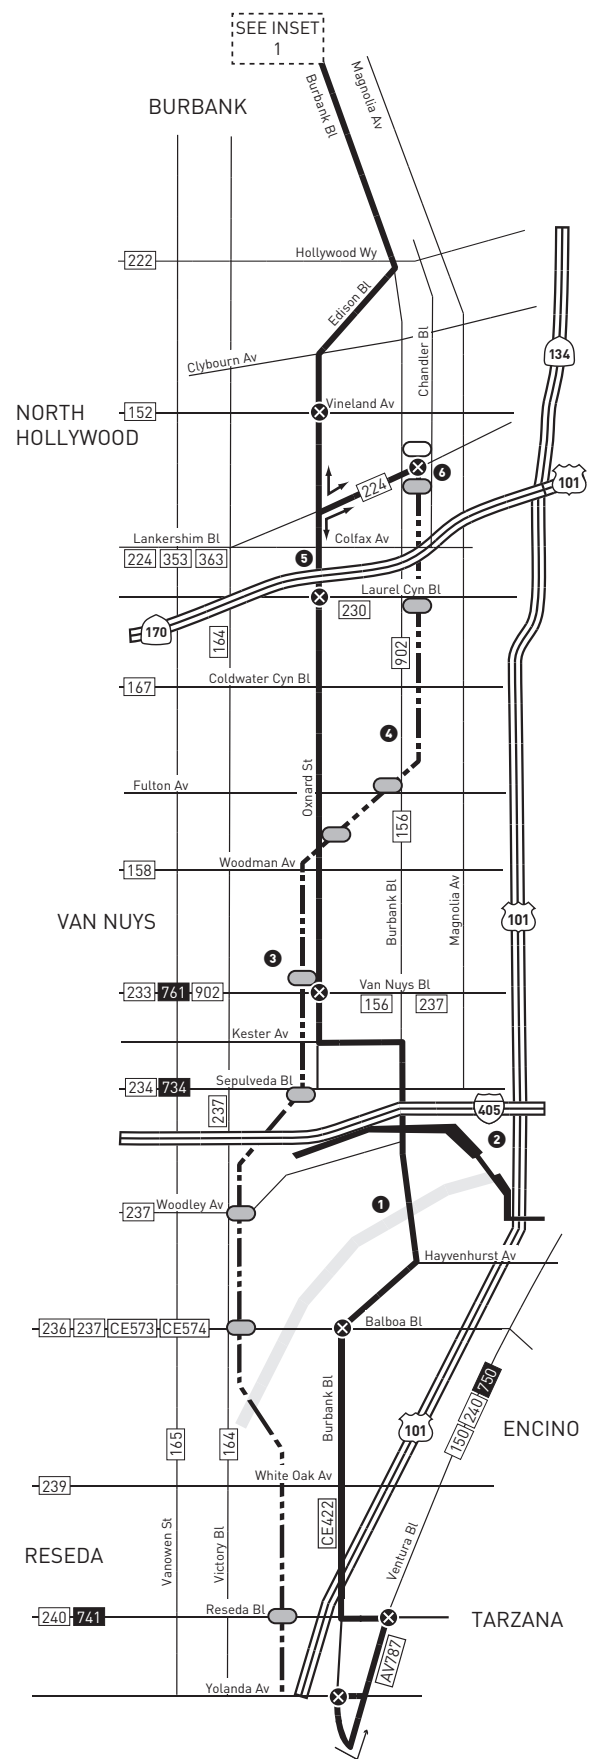 SEE INSET
1
Burbank Bl
Magnolia Av
BURBANK
222
Hollywood Wy
Edison Bl
Chandler Bl
134
Clybourn Av
NORTH
HOLLYWOOD
152
Vineland Av
6
101
224
Lankershim Bl
Colfax Av
224 353 363
5
Laurel Cyn Bl
230
170
164
902
Coldwater Cyn Bl
167
4
Oxnard St
Fulton Av
156
Woodman Av
158
Burbank Bl
Magnolia Av
VAN NUYS
101
3
Van Nuys Bl
233 761 902
156 237
Kester Av
Sepulveda Bl
234 734
237
405
2
Woodley Av
237
1
Hayvenhurst Av
Balboa Bl
236 237 CE573 CE574
Burbank Bl
150 240 750
101
ENCINO
165
164
White Oak Av
239
CE422
Vanowen St
Victory Bl
Ventura Bl
RESEDA
Reseda Bl
240 741
TARZANA
AV787
Yolanda Av